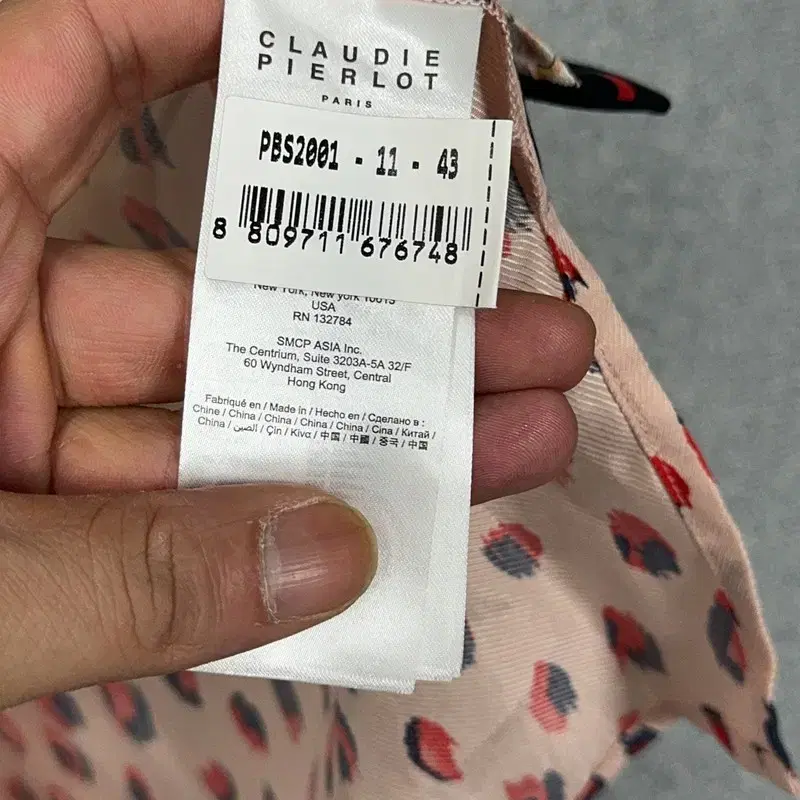 CLAUDIE
PIERLOT
PARIS
PBS2001 - 11 - 43
8 809711 676748
New York, New york 10013
USA
RN 132784
SMCP ASIA Inc.
The Centrium, Suite 3203A-5A 32/F
60 Wyndham Street, Central
Hong Kong
Fabriqué en / Made in / Hecho en / Сделано в :
Chine / China / China / China / China / Cina / Китай /
China / الصين / Çin / Kίνα / 中国 / 中國 / 중국 / 中国